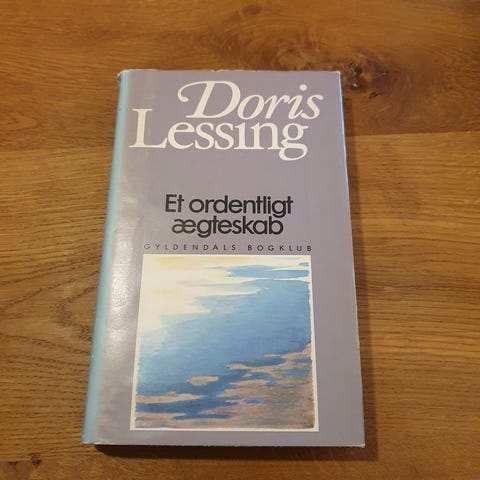 Doris
Lessing
Et ordentligt
ægteskab
GYLDENDALS BOGKLUB